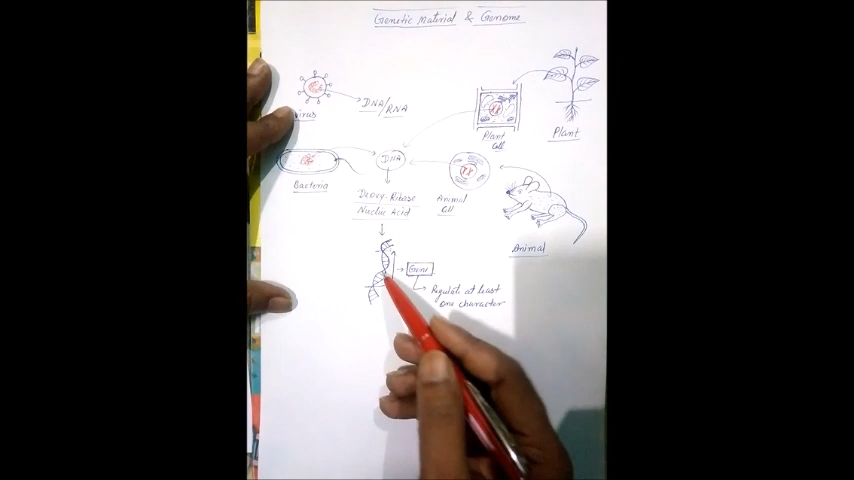 Genetic Material & Genome
DNA/RNA
Virus
Plant
Cell
Plant
DNA
Bacteria
Deoxy-Ribose
Nuclic Acid
Animal
Cell
Animal
Gene
Regulate at least
one character